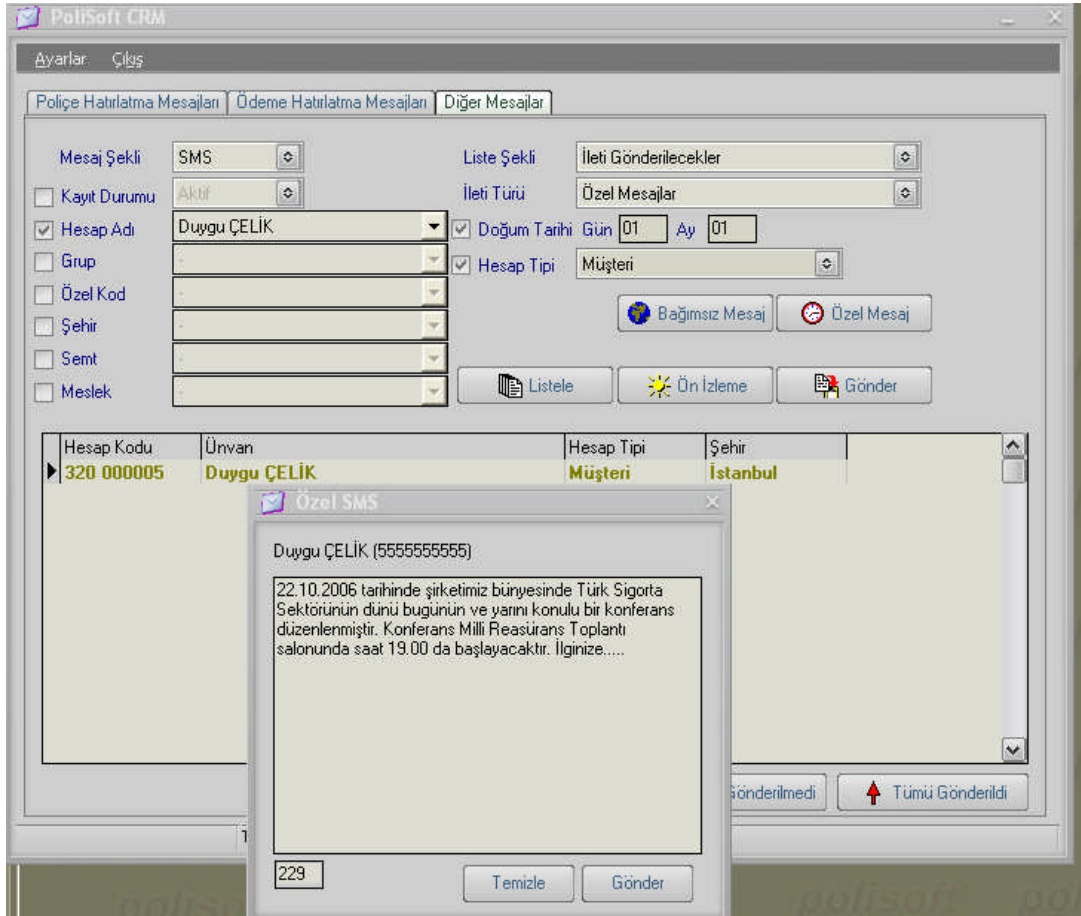 PoliSoft CRM
Ayarlar Çıkış
Poliçe Hatırlatma Mesajları Ödeme Hatırlatma Mesajları Diğer Mesajlar
Mesaj Şekli SMS Liste Şekli İleti Gönderilecekler
Kayıt Durumu Aktif İleti Türü Özel Mesajlar
Hesap Adı Duygu ÇELİK Doğum Tarihi Gün 01 Ay 01
Grup - Hesap Tipi Müşteri
Özel Kod - Bağımsız Mesaj Özel Mesaj
Şehir -
Semt - Listele Ön İzleme Gönder
Meslek -
Hesap Kodu Ünvan Hesap Tipi Şehir
320 000005 Duygu ÇELİK Müşteri İstanbul
Özel SMS
Duygu ÇELİK (5555555555)
22.10.2006 tarihinde şirketimiz bünyesinde Türk Sigorta
Sektörünün dünü bugünün ve yarını konulu bir konferans
düzenlenmiştir. Konferans Milli Reasürans Toplantı
salonunda saat 19.00 da başlayacaktır. İlginize.....
Gönderilmedi Tümü Gönderildi
229 Temizle Gönder
polisoft